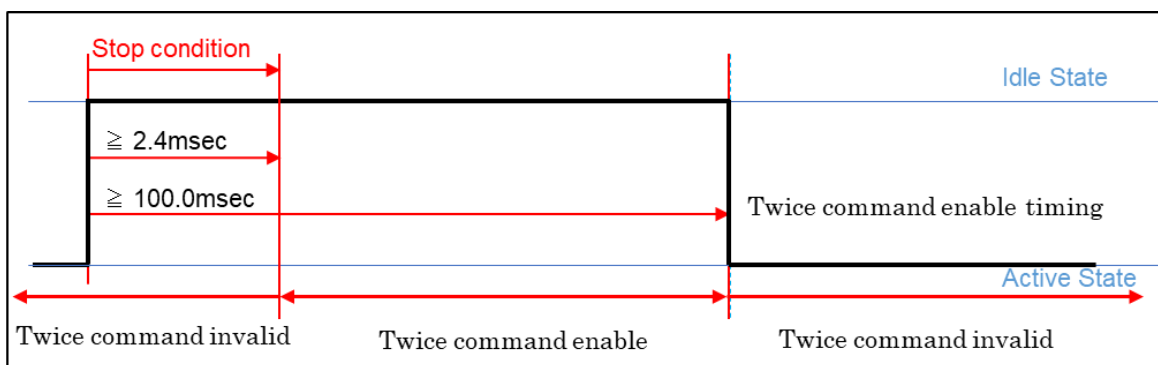 Stop condition
Idle State
≧ 2.4msec
≧ 100.0msec
Twice command enable timing
Active State
Twice command invalid
Twice command enable
Twice command invalid